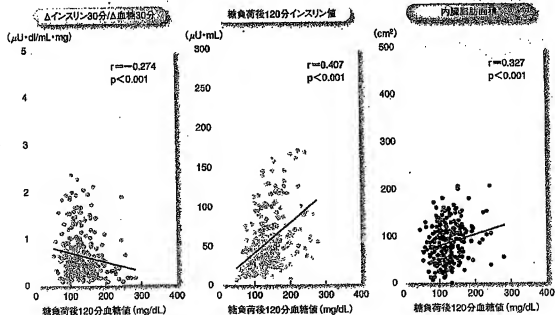 Δインスリン30分/Δ血糖30分
(μU・dl/mL・mg)
r=-0.274
p<0.001
5
4
3
2
1
0
0 100 200 300 400
糖負荷後120分血糖値 (mg/dL)
糖負荷後120分インスリン値
(μU・mL)
r=0.407
p<0.001
300
250
200
150
100
50
0
0 100 200 300 400
糖負荷後120分血糖値 (mg/dL)
内臓脂肪面積
(cm²)
r=0.327
p<0.001
500
400
300
200
100
0
0 100 200 300 400
糖負荷後120分血糖値 (mg/dL)